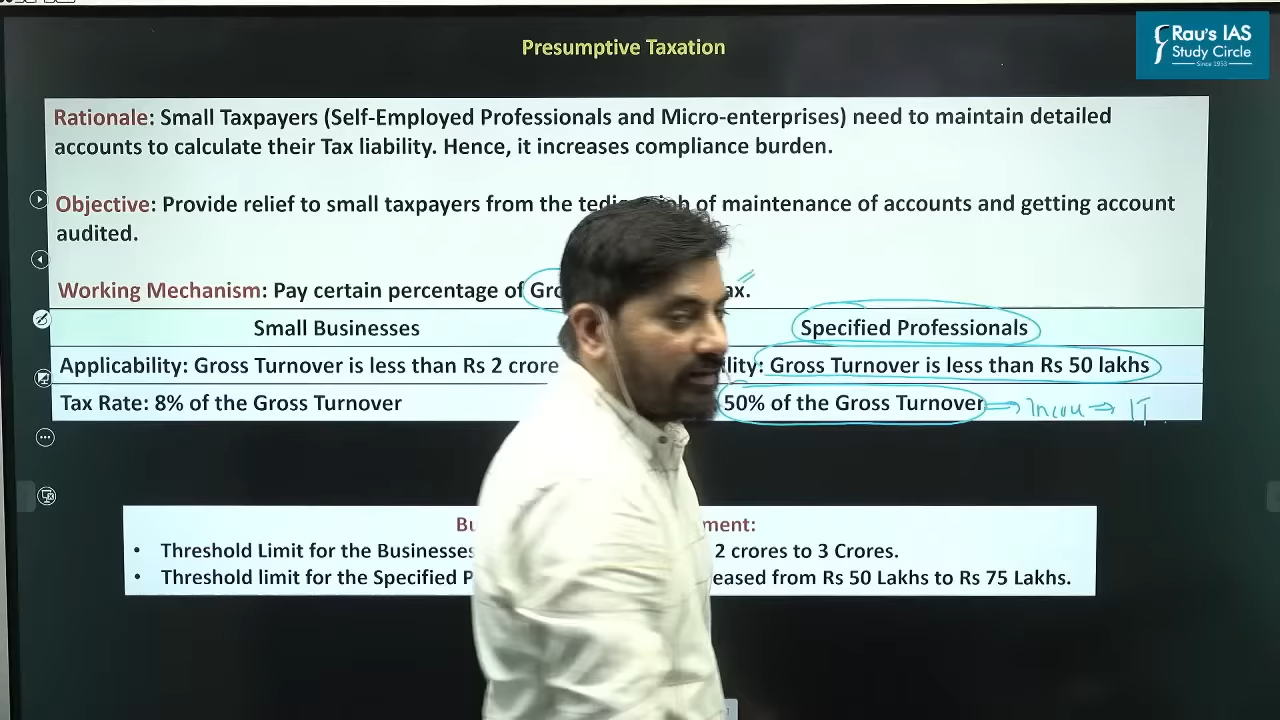 Presumptive Taxation
Rau's IAS
Study Circle
Since 1953
Rationale: Small Taxpayers (Self-Employed Professionals and Micro-enterprises) need to maintain detailed
accounts to calculate their Tax liability. Hence, it increases compliance burden.
Objective: Provide relief to small taxpayers from the of maintenance of accounts and getting account
audited.
Working Mechanism: Pay certain percentage of
Small Businesses
Specified Professionals
Applicability: Gross Turnover is less than Rs 2 crore
Gross Turnover is less than Rs 50 lakhs
Tax Rate: 8% of the Gross Turnover
50% of the Gross Turnover
IT
• Threshold Limit for the Businesses 2 crores to 3 Crores.
• Threshold limit for the Specified from Rs 50 Lakhs to Rs 75 Lakhs.